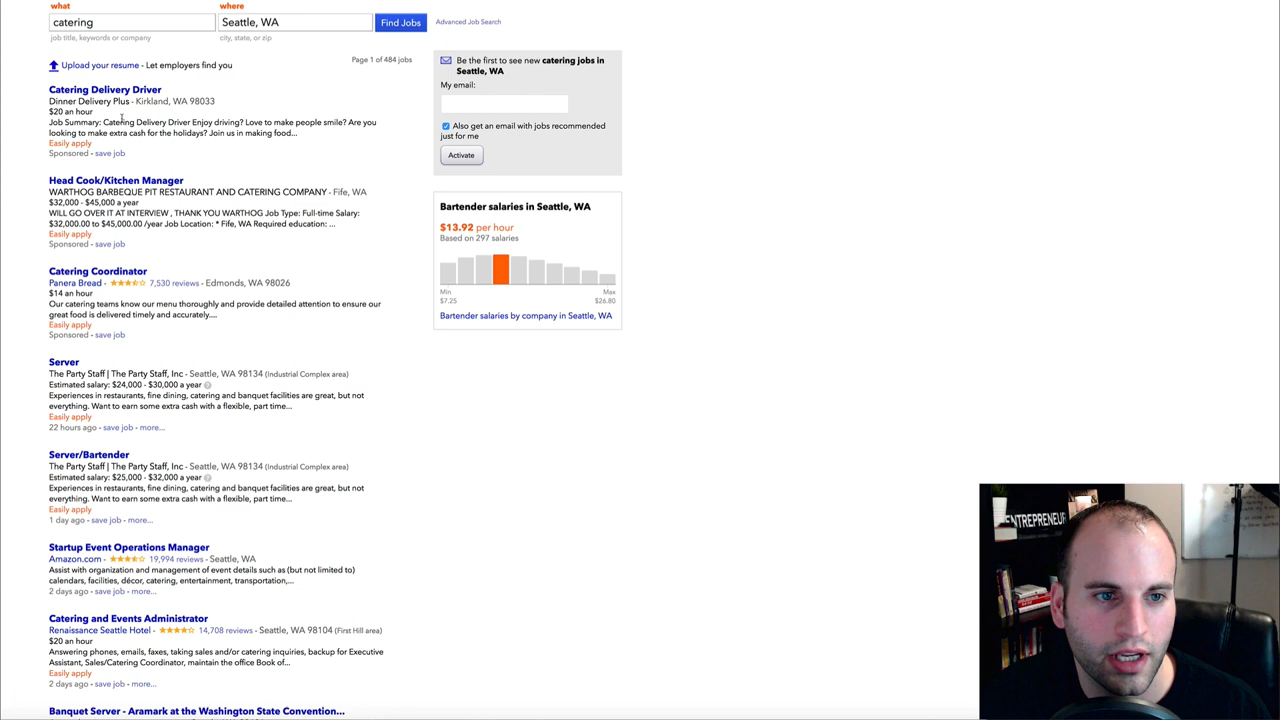 what
where
catering
Seattle, WA
Find Jobs
Advanced Job Search
job title, keywords or company
city, state, or zip
Upload your resume - Let employers find you
Page 1 of 484 jobs
Catering Delivery Driver
Dinner Delivery Plus - Kirkland, WA 98033
$20 an hour
Job Summary: Catering Delivery Driver Enjoy driving? Love to make people smile? Are you
looking to make extra cash for the holidays? Join us in making food...
Easily apply
Sponsored - save job
Head Cook/Kitchen Manager
WARTHOG BARBEQUE PIT RESTAURANT AND CATERING COMPANY - Fife, WA
$32,000 - $45,000 a year
WILL GO OVER IT AT INTERVIEW , THANK YOU WARTHOG Job Type: Full-time Salary:
$32,000.00 to $45,000.00 /year Job Location: * Fife, WA Required education: ...
Easily apply
Sponsored - save job
Catering Coordinator
Panera Bread - 7,530 reviews - Edmonds, WA 98026
$14 an hour
Our catering teams know our menu thoroughly and provide detailed attention to ensure our
great food is delivered timely and accurately....
Easily apply
Sponsored - save job
Server
The Party Staff | The Party Staff, Inc - Seattle, WA 98134 (Industrial Complex area)
Estimated salary: $24,000 - $30,000 a year ?
Experiences in restaurants, fine dining, catering and banquet facilities are great, but not
everything. Want to earn some extra cash with a flexible, part time...
Easily apply
22 hours ago - save job - more...
Server/Bartender
The Party Staff | The Party Staff, Inc - Seattle, WA 98134 (Industrial Complex area)
Estimated salary: $25,000 - $32,000 a year ?
Experiences in restaurants, fine dining, catering and banquet facilities are great, but not
everything. Want to earn some extra cash with a flexible, part time...
Easily apply
1 day ago - save job - more...
Startup Event Operations Manager
Amazon.com - 19,994 reviews - Seattle, WA
Assist with organization and management of event details such as (but not limited to)
calendars, facilities, décor, catering, entertainment, transportation,...
2 days ago - save job - more...
Catering and Events Administrator
Renaissance Seattle Hotel - 14,708 reviews - Seattle, WA 98104 (First Hill area)
$20 an hour
Answering phones, emails, faxes, taking sales and/or catering inquiries, backup for Executive
Assistant, Sales/Catering Coordinator, maintain the office Book of...
Easily apply
2 days ago - save job - more...
Banquet Server - Aramark at the Washington State Convention...
Be the first to see new catering jobs in
Seattle, WA
My email:
Also get an email with jobs recommended
just for me
Activate
Bartender salaries in Seattle, WA
$13.92 per hour
Based on 297 salaries
Min
Max
$7.25
$26.80
Bartender salaries by company in Seattle, WA
ENTREPRENEUR